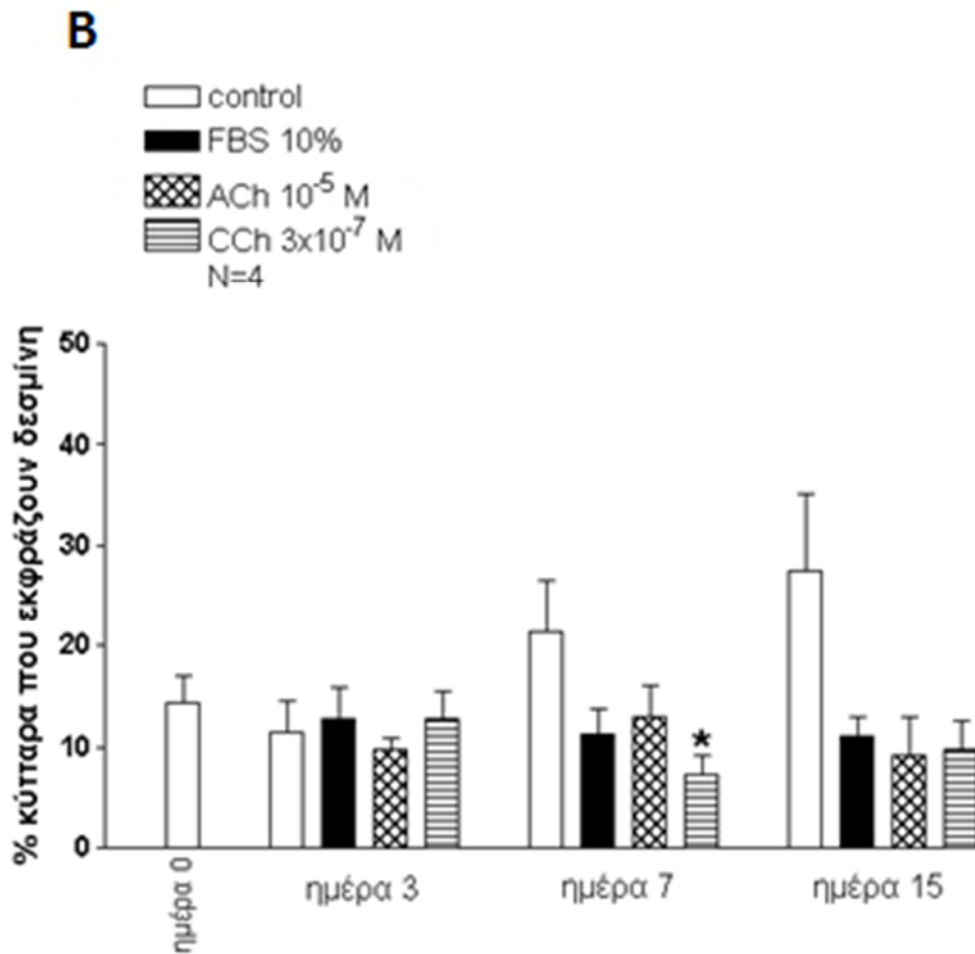 B
control
FBS 10%
ACh 10⁻⁵ M
CCh 3x10⁻⁷ M
N=4
% κύτταρα που εκφράζουν δεσμίνη
50
40
30
20
10
0
*
ημέρα 0
ημέρα 3
ημέρα 7
ημέρα 15